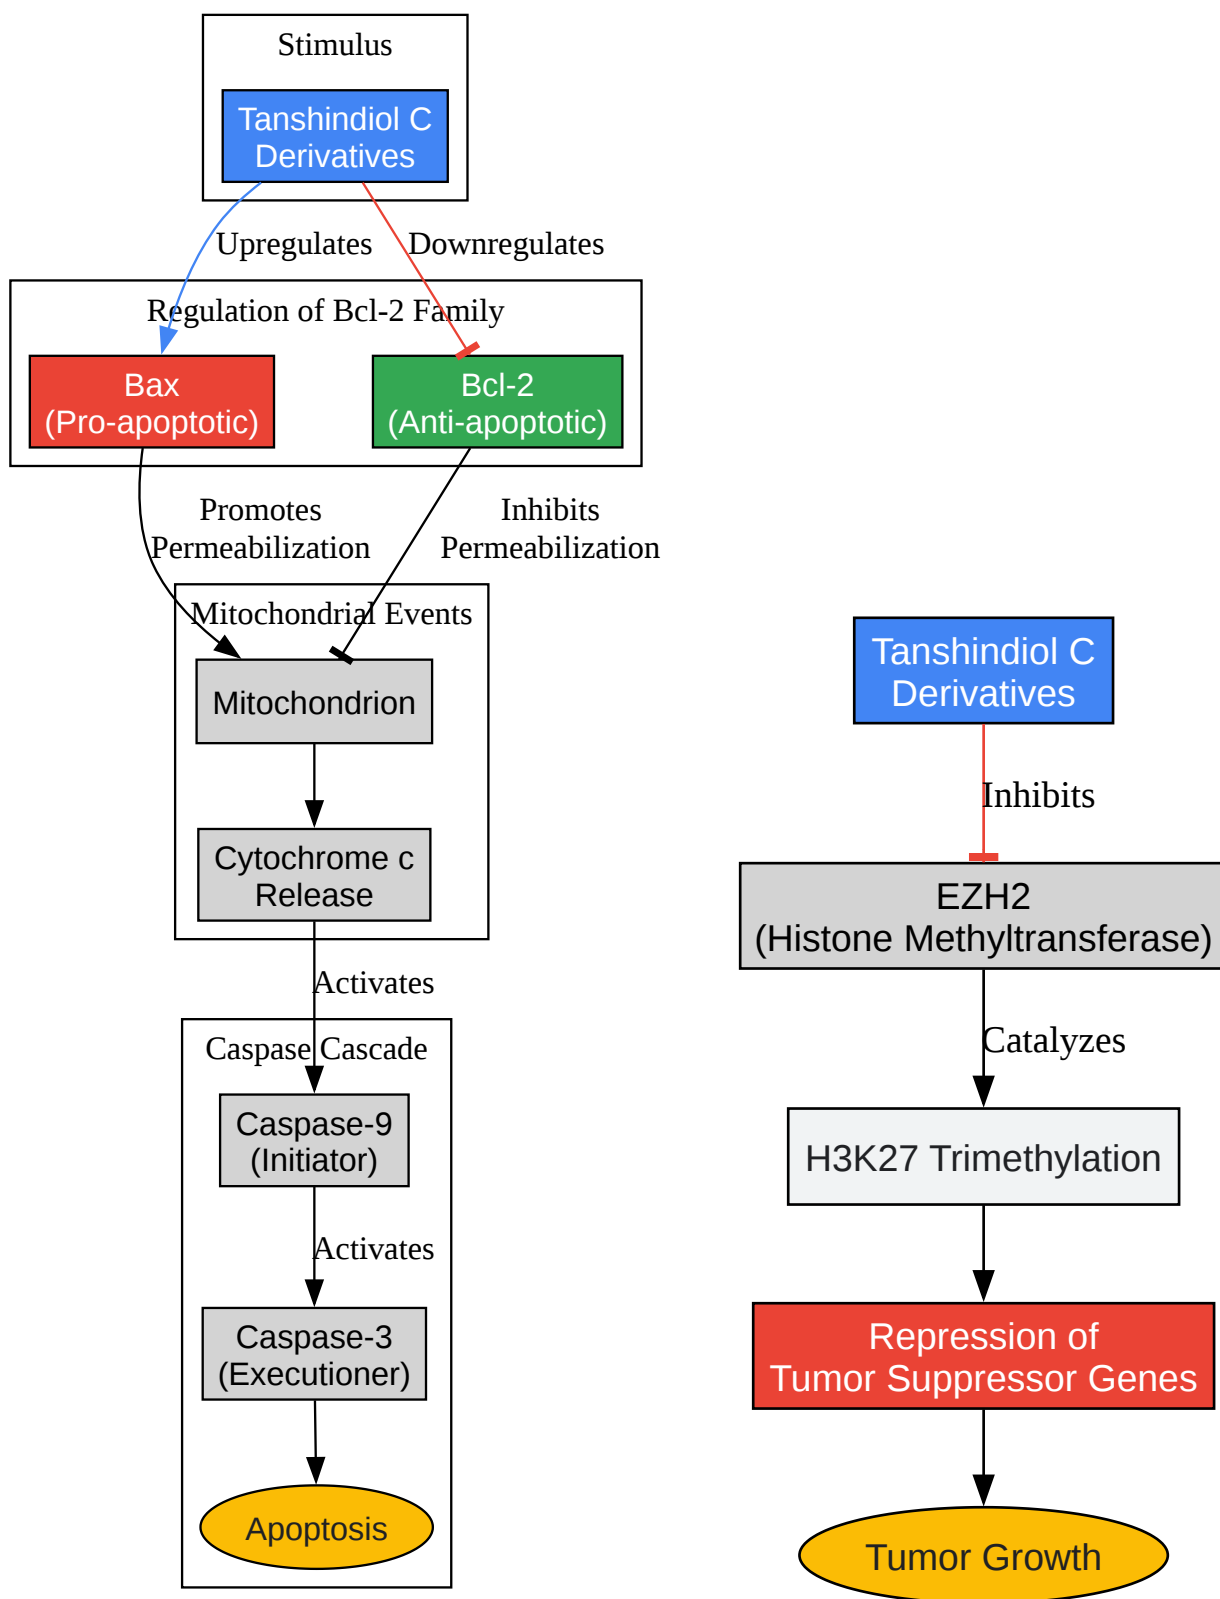 Stimulus
Tanshindiol C
Derivatives
Upregulates
Downregulates
Regulation of Bcl-2 Family
Bax
(Pro-apoptotic)
Bcl-2
(Anti-apoptotic)
Promotes
Permeabilization
Inhibits
Permeabilization
Mitochondrial Events
Mitochondrion
Cytochrome c
Release
Activates
Caspase Cascade
Caspase-9
(Initiator)
Activates
Caspase-3
(Executioner)
Apoptosis
Tanshindiol C
Derivatives
Inhibits
EZH2
(Histone Methyltransferase)
Catalyzes
H3K27 Trimethylation
Repression of
Tumor Suppressor Genes
Tumor Growth